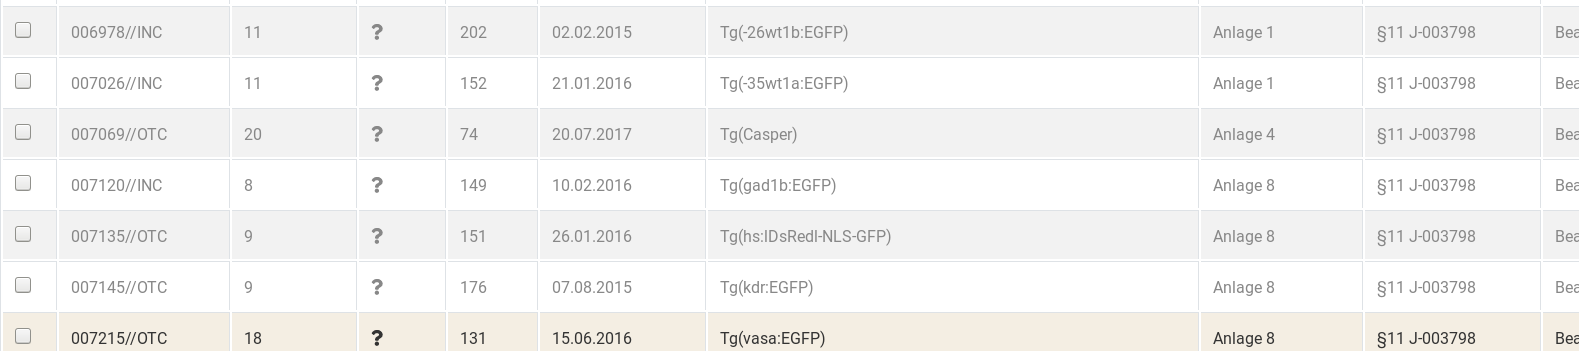 006978//INC 11 ? 202 02.02.2015 Tg(-26wt1b:EGFP) Anlage 1 §11 J-003798 Bea
007026//INC 11 ? 152 21.01.2016 Tg(-35wt1a:EGFP) Anlage 1 §11 J-003798 Bea
007069//OTC 20 ? 74 20.07.2017 Tg(Casper) Anlage 4 §11 J-003798 Bea
007120//INC 8 ? 149 10.02.2016 Tg(gad1b:EGFP) Anlage 8 §11 J-003798 Bea
007135//OTC 9 ? 151 26.01.2016 Tg(hs:IDsRedI-NLS-GFP) Anlage 8 §11 J-003798 Bea
007145//OTC 9 ? 176 07.08.2015 Tg(kdr:EGFP) Anlage 8 §11 J-003798 Bea
007215//OTC 18 ? 131 15.06.2016 Tg(vasa:EGFP) Anlage 8 §11 J-003798 Bea